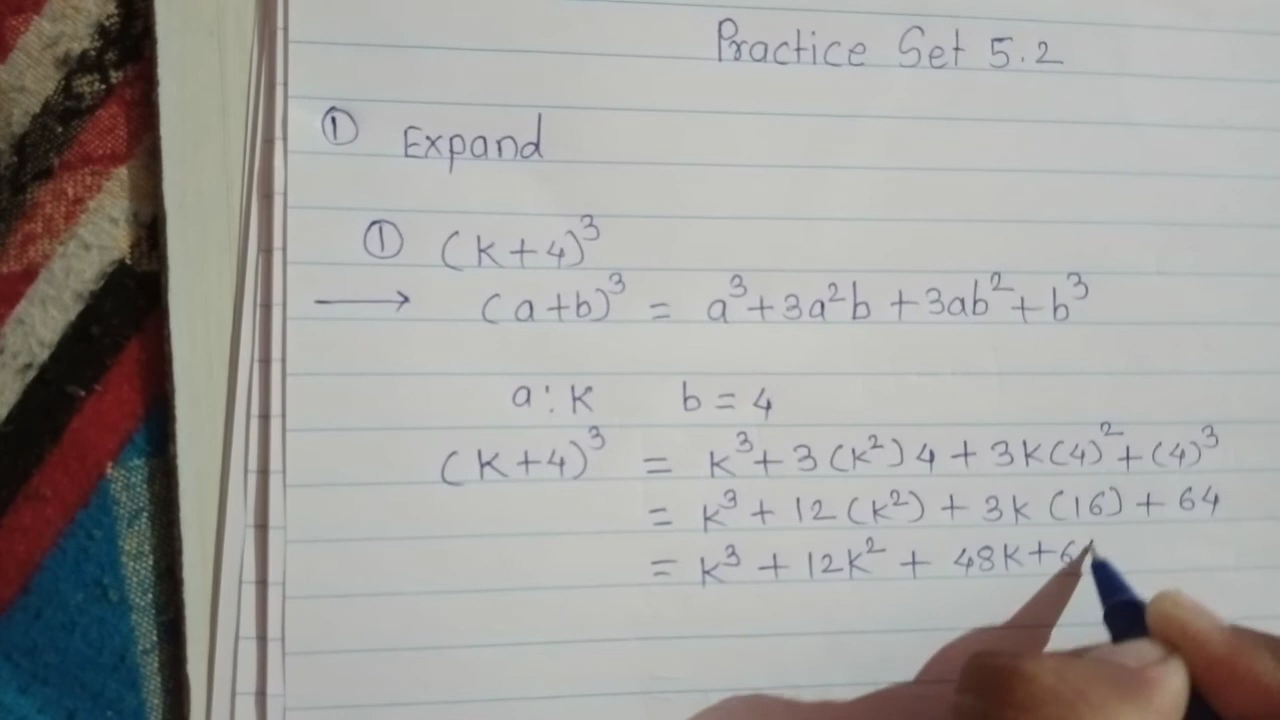 Practice Set 5.2
① Expand
① (k+4)³
→ (a+b)³ = a³+3a²b +3ab²+b³
a: k b = 4
(k+4)³ = k³+3(k²)4+3k(4)²+(4)³
= k³ + 12(k²) + 3k (16) + 64
= k³ + 12k² + 48k+6